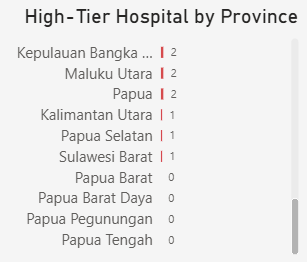 High-Tier Hospital by Province
Kepulauan Bangka ... 2
Maluku Utara 2
Papua 2
Kalimantan Utara 1
Papua Selatan 1
Sulawesi Barat 1
Papua Barat 0
Papua Barat Daya 0
Papua Pegunungan 0
Papua Tengah 0